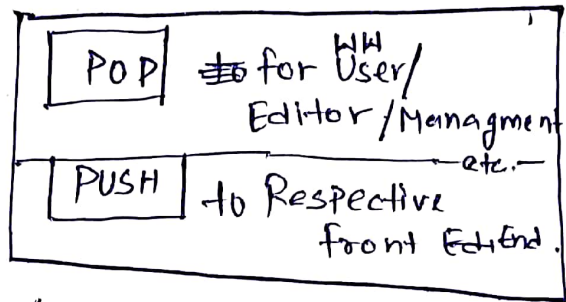 POP for User/
Editor/Managment
etc.
PUSH to Respective
front End.